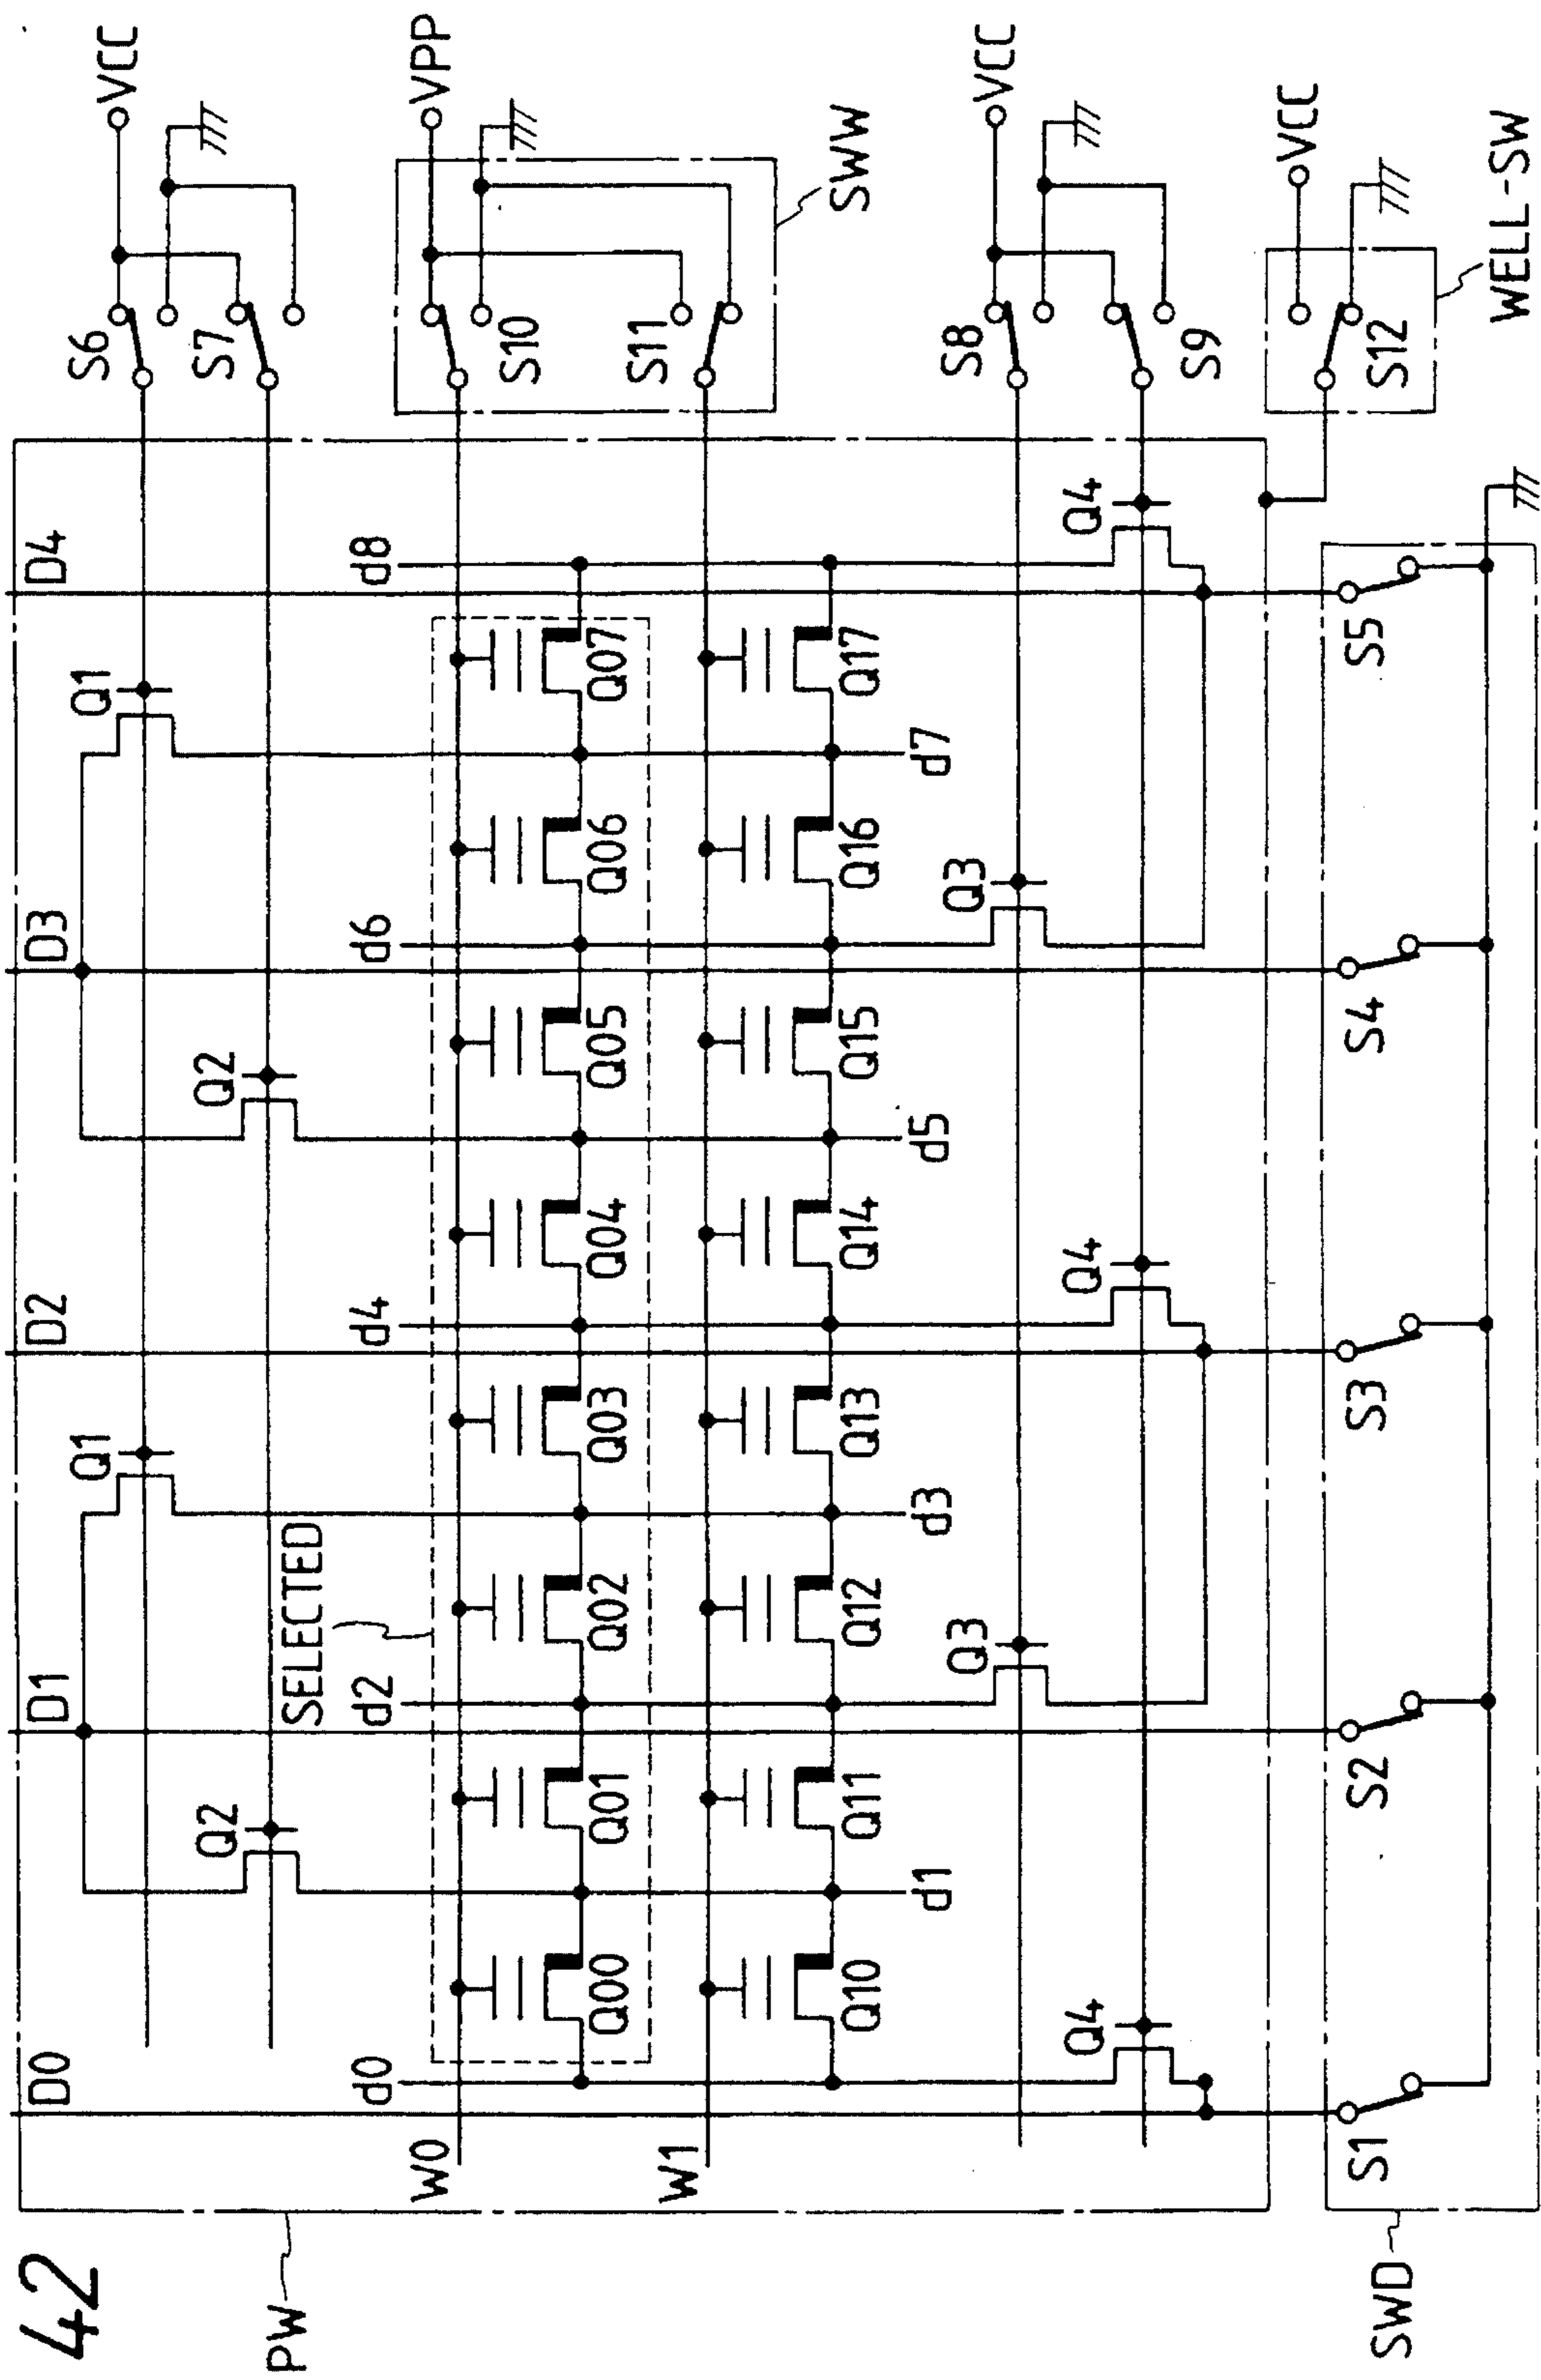 42
PW
D0
D1
D2
D3
D4
Q1
Q1
S6
VCC
Q2
Q2
S7
SELECTED
d0
d2
d4
d6
d8
W0
VPP
S10
Q00
Q01
Q02
Q03
Q04
Q05
Q06
Q07
S11
W1
SWW
Q10
Q11
Q12
Q13
Q14
Q15
Q16
Q17
d1
d3
d5
d7
Q3
Q3
S8
VCC
Q4
Q4
Q4
S9
VCC
S12
WELL-SW
S1
S2
S3
S4
S5
SWD